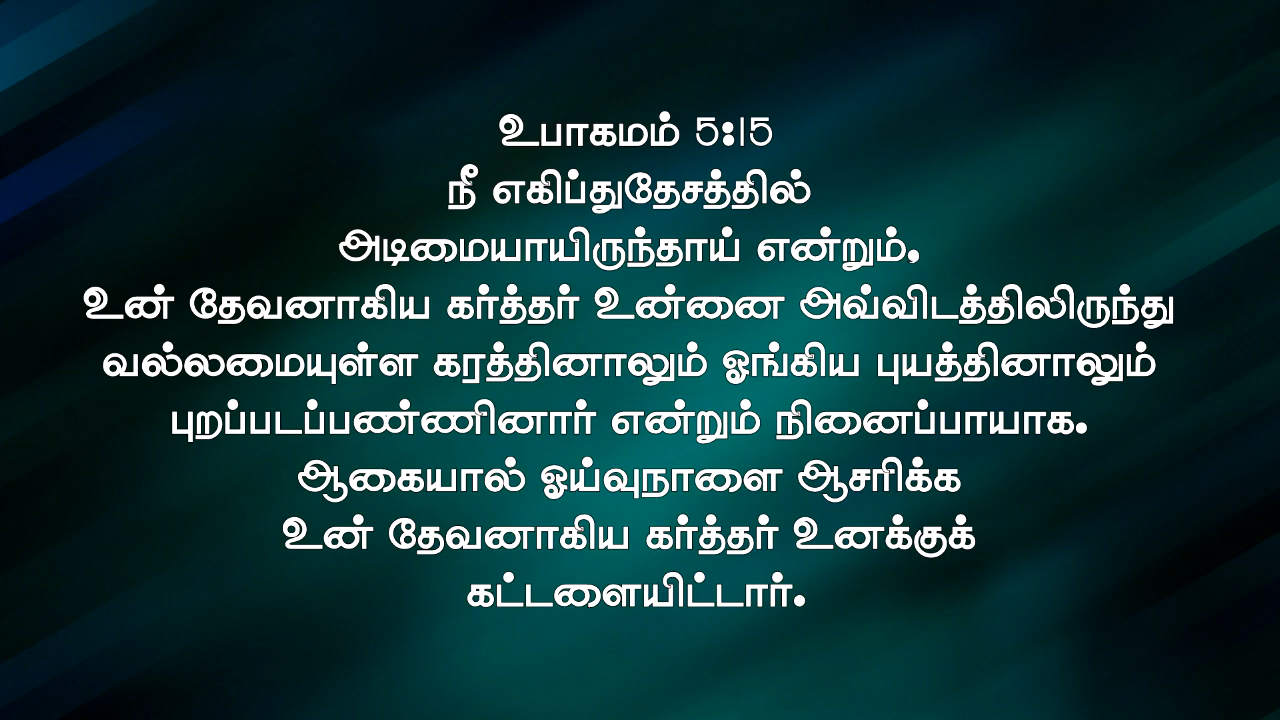 உபாகமம் 5:15
நீ எகிப்துதேசத்தில்
அடிமையாயிருந்தாய் என்றும்,
உன் தேவனாகிய கர்த்தர் உன்னை அவ்விடத்திலிருந்து
வல்லமையுள்ள கரத்தினாலும் ஓங்கிய புயத்தினாலும்
புறப்படப்பண்ணினார் என்றும் நினைப்பாயாக.
ஆகையால் ஓய்வுநாளை ஆசரிக்க
உன் தேவனாகிய கர்த்தர் உனக்குக்
கட்டளையிட்டார்.